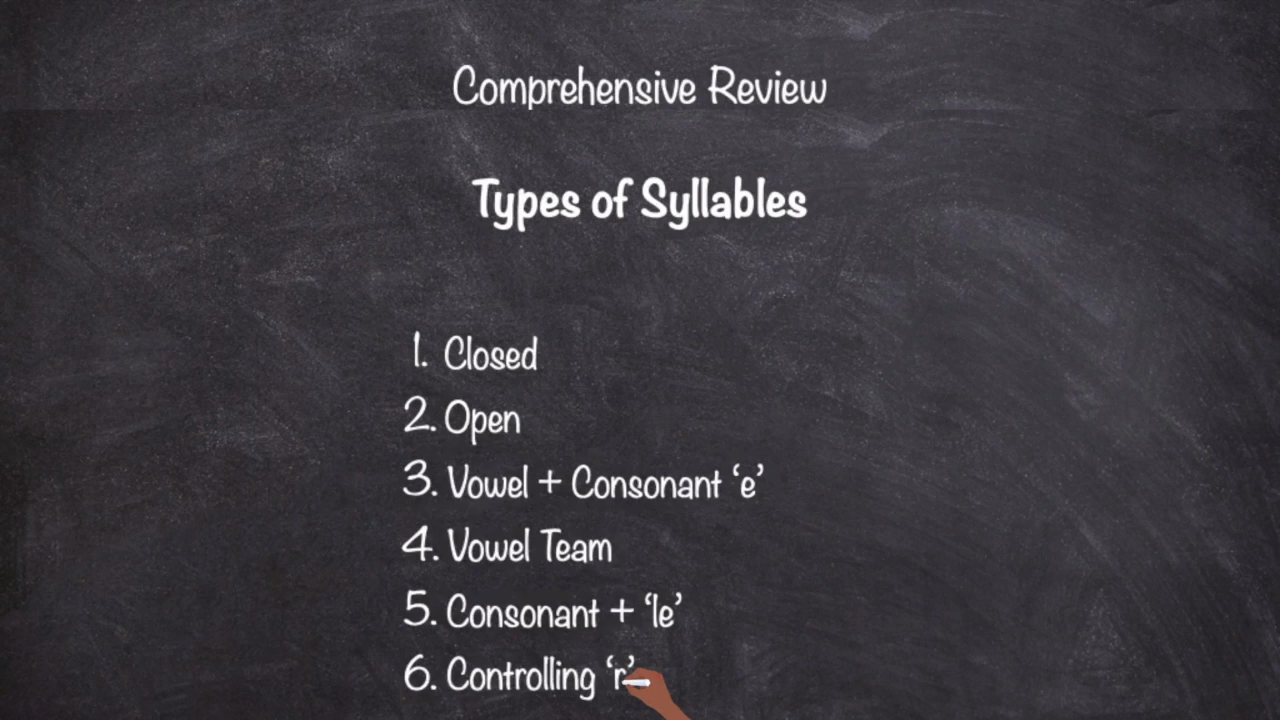 Comprehensive Review
Types of Syllables
1. Closed
2. Open
3. Vowel + Consonant ‘e’
4. Vowel Team
5. Consonant + ‘le’
6. Controlling ‘r’